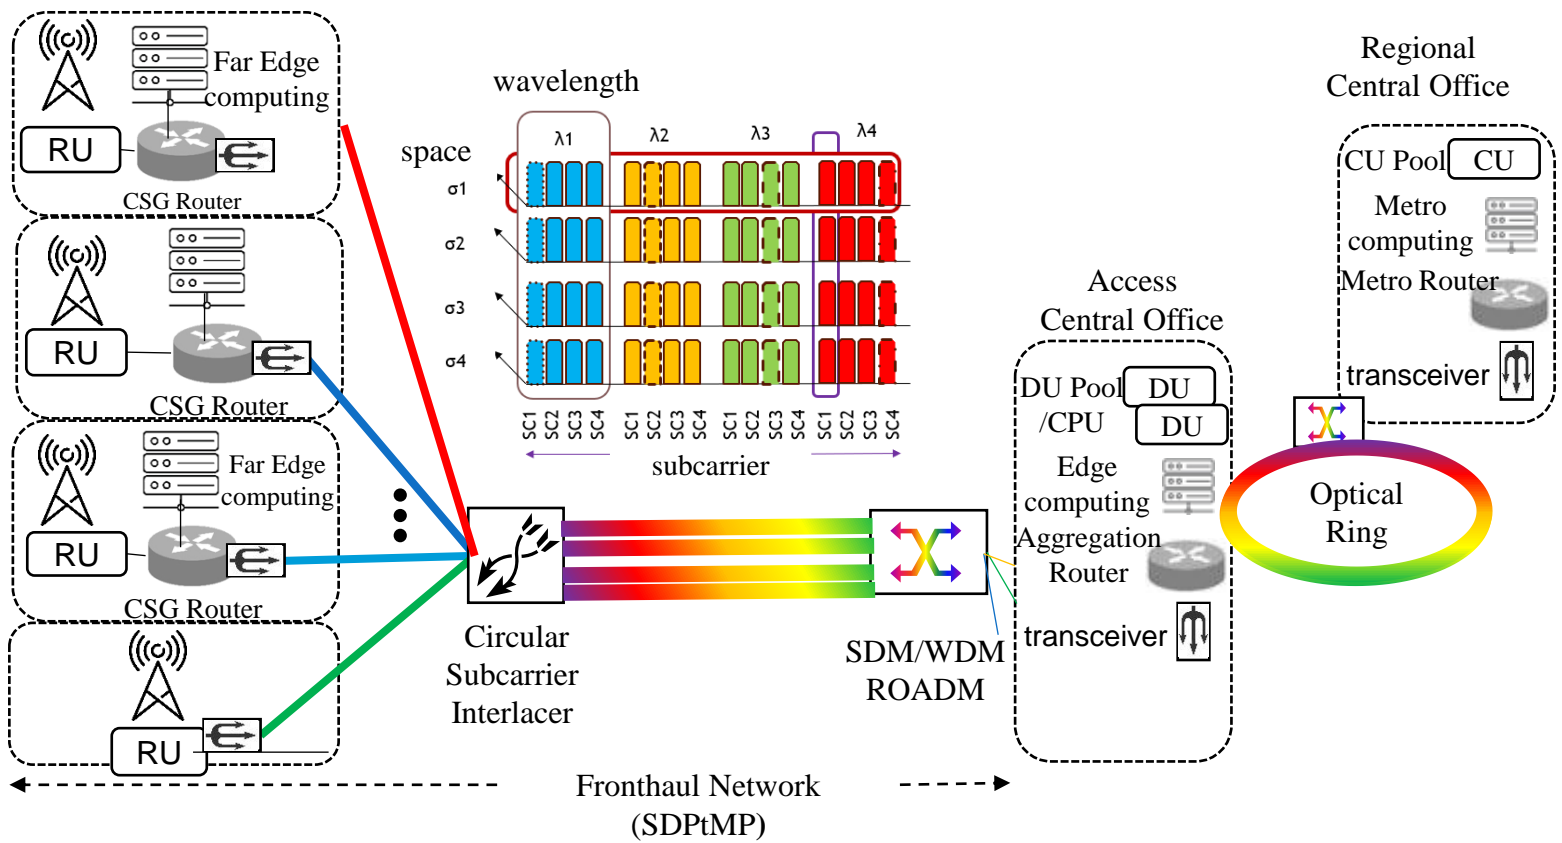 Far Edge
computing
RU
CSG Router
RU
CSG Router
Far Edge
computing
RU
CSG Router
RU
wavelength
space
λ1
λ2
λ3
λ4
σ1
σ2
σ3
σ4
SC1
SC2
SC3
SC4
SC1
SC2
SC3
SC4
SC1
SC2
SC3
SC4
SC1
SC2
SC3
SC4
subcarrier
Circular
Subcarrier
Interlacer
SDM/WDM
ROADM
Fronthaul Network
(SDPtMP)
Access
Central Office
DU Pool
/CPU
DU
DU
Edge
computing
Aggregation
Router
transceiver
Regional
Central Office
CU Pool
CU
Metro
computing
Metro Router
transceiver
Optical
Ring